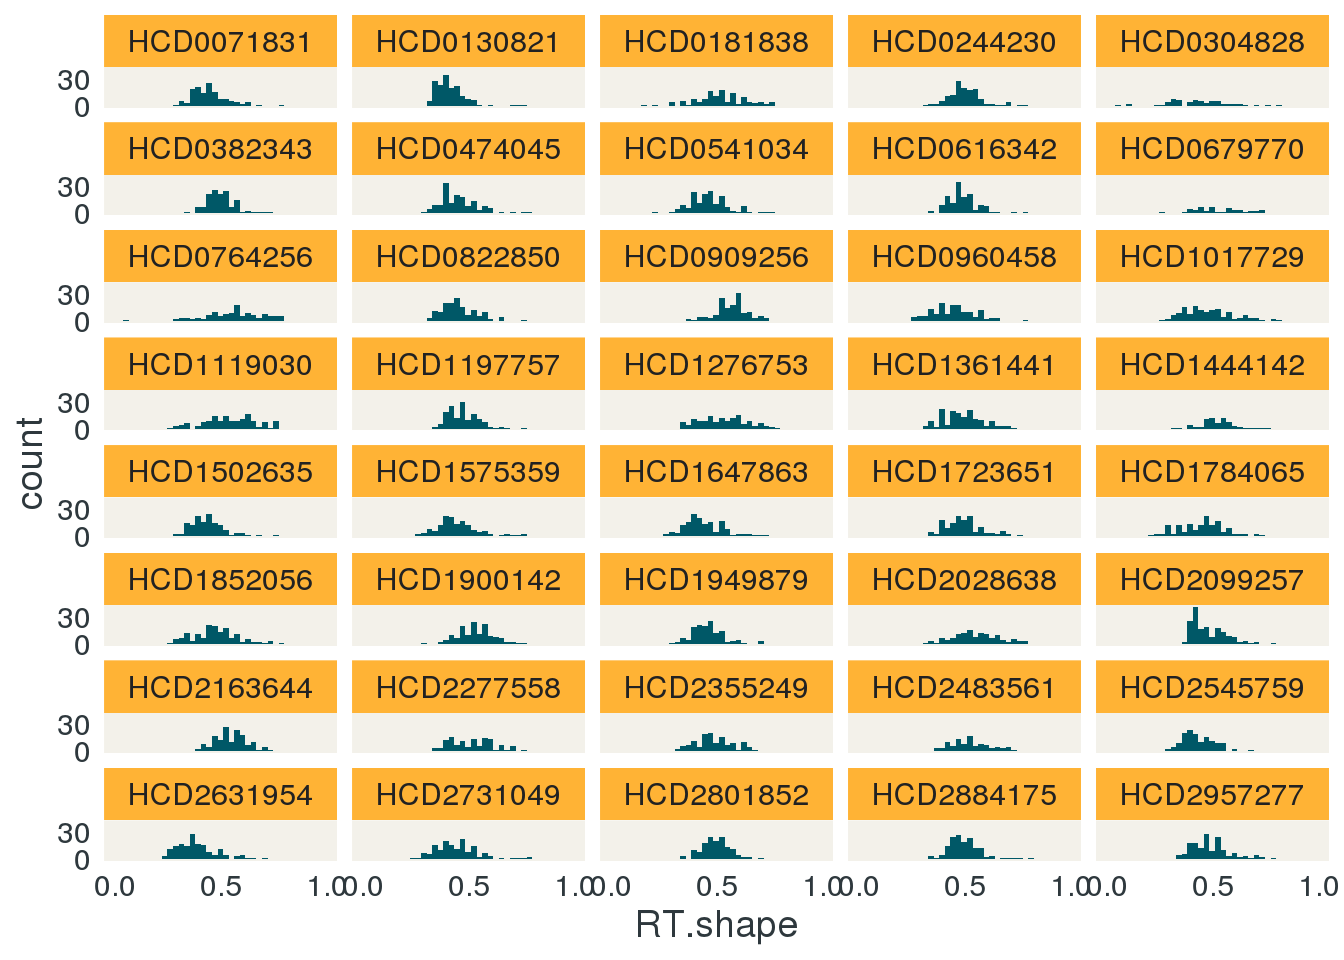 HCD0071831 HCD0130821 HCD0181838 HCD0244230 HCD0304828
30
0
HCD0382343 HCD0474045 HCD0541034 HCD0616342 HCD0679770
30
0
HCD0764256 HCD0822850 HCD0909256 HCD0960458 HCD1017729
30
0
HCD1119030 HCD1197757 HCD1276753 HCD1361441 HCD1444142
30
0
count
HCD1502635 HCD1575359 HCD1647863 HCD1723651 HCD1784065
30
0
HCD1852056 HCD1900142 HCD1949879 HCD2028638 HCD2099257
30
0
HCD2163644 HCD2277558 HCD2355249 HCD2483561 HCD2545759
30
0
HCD2631954 HCD2731049 HCD2801852 HCD2884175 HCD2957277
30
0
0.0 0.5 1.0 0.0 0.5 1.0 0.0 0.5 1.0 0.0 0.5 1.0 0.0 0.5 1.0
RT.shape